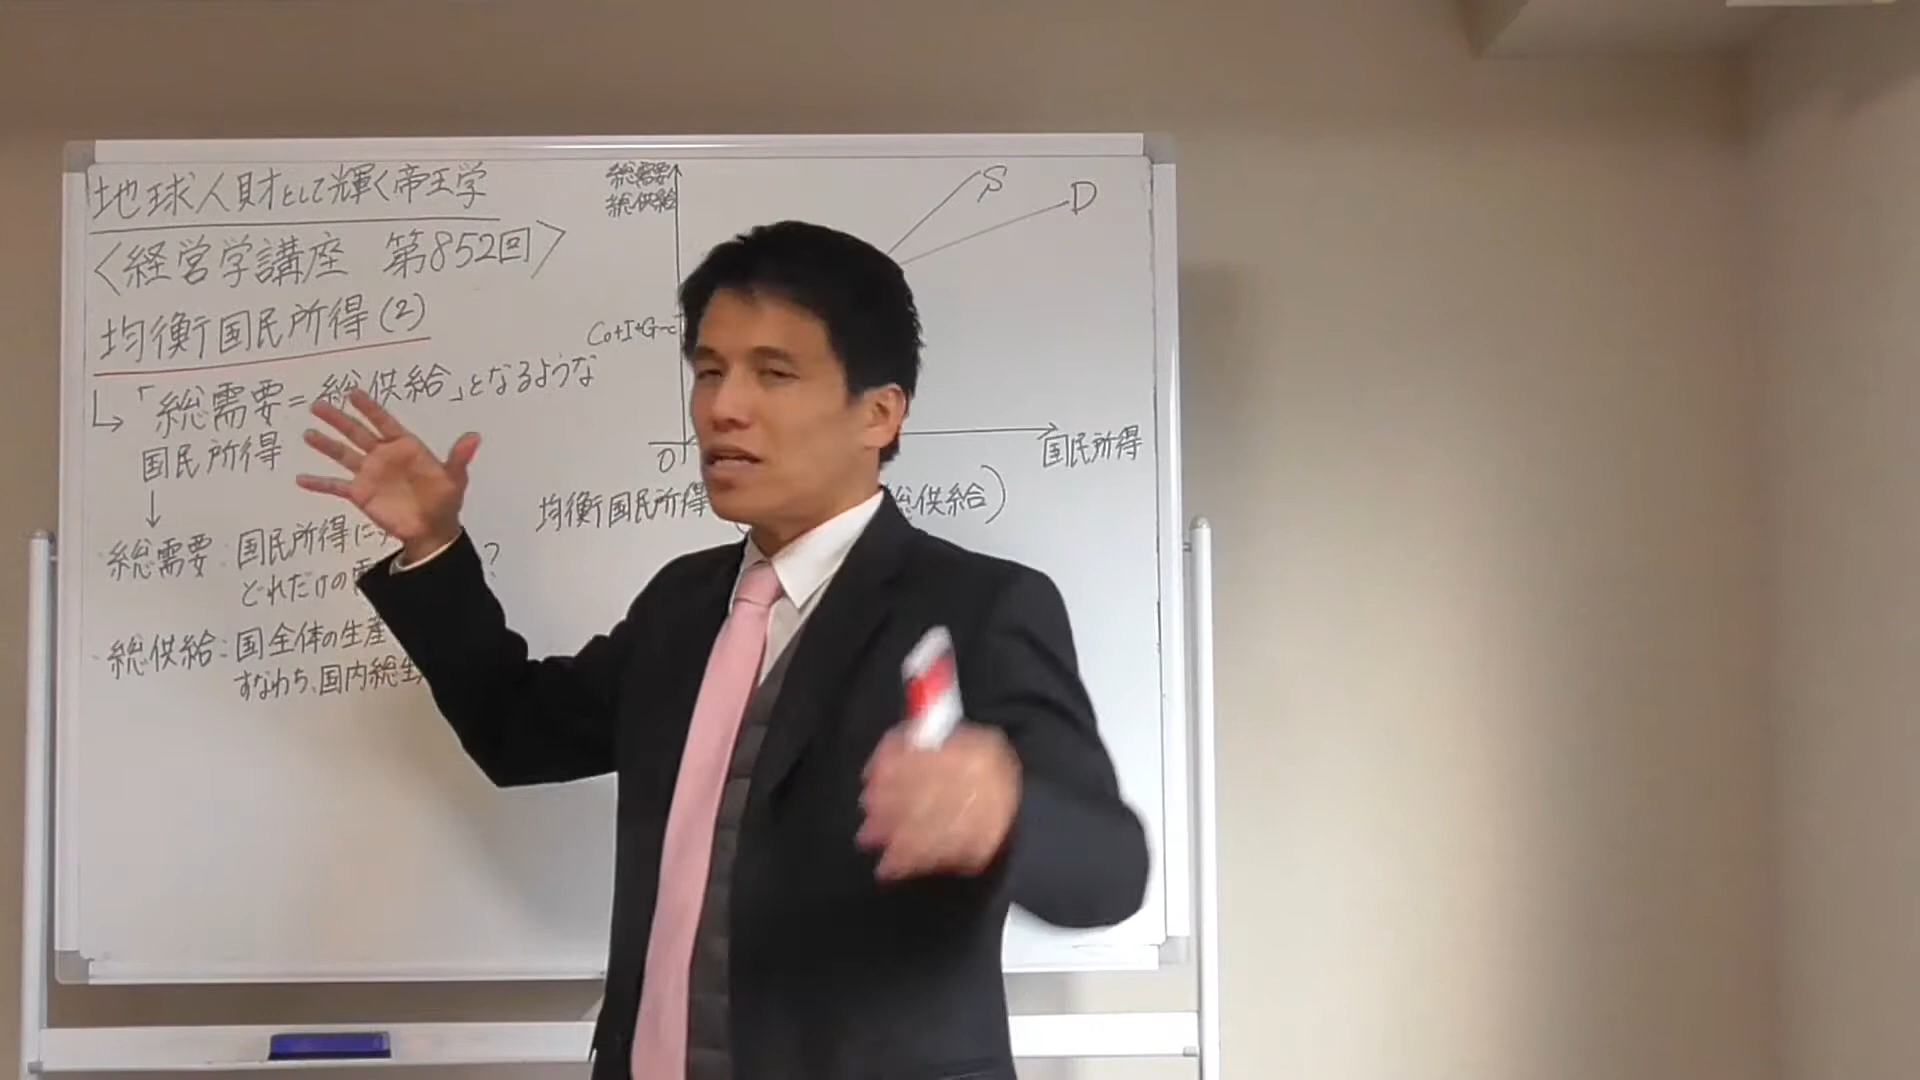 地球人財として輝く帝王学
〈経営学講座 第852回〉
均衡国民所得(2)
↳「総需要=総供給」となるような
国民所得
↓
・総需要:国民所得に
どれだけの ?
・総供給:国全体の生産
すなわち、国内総生
総需要
総供給
S
D
C₀+I+G-c
0
国民所得
均衡国民所得 総供給)